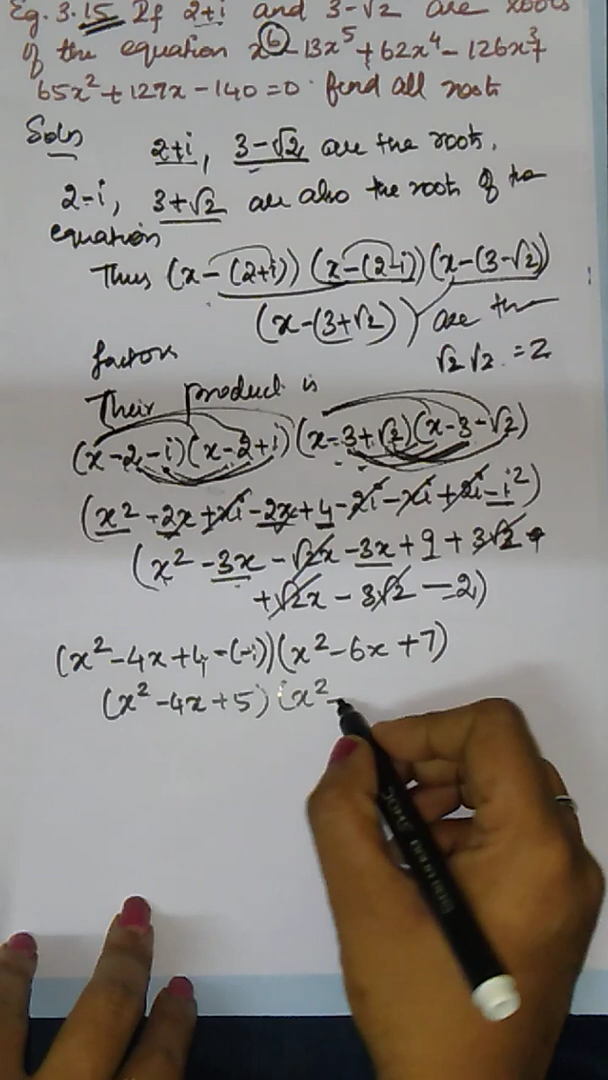 Eg. 3.15 If 2+i and 3-√2 are roots
of the equation x⁶ - 13x⁵ + 62x⁴ - 126x³ +
65x² + 127x - 140 = 0 find all roots
Soln 2+i, 3-√2 are the roots.
2-i, 3+√2 are also the roots of the
equation
Thus (x-(2+i)) (x-(2-i)) (x-(3-√2))
(x-(3+√2)) are the
factors √2 √2 = 2
Their product is
(x-2-i)(x-2+i)(x-3+√2)(x-3-√2)
(x² - 2x + xi - 2x + 4 - 2i - xi + 2i - i²)
(x² - 3x - √2x - 3x + 9 + 3√2 +
+ √2x - 3√2 - 2)
(x² - 4x + 4 - (-1))(x² - 6x + 7)
(x² - 4x + 5) (x² -